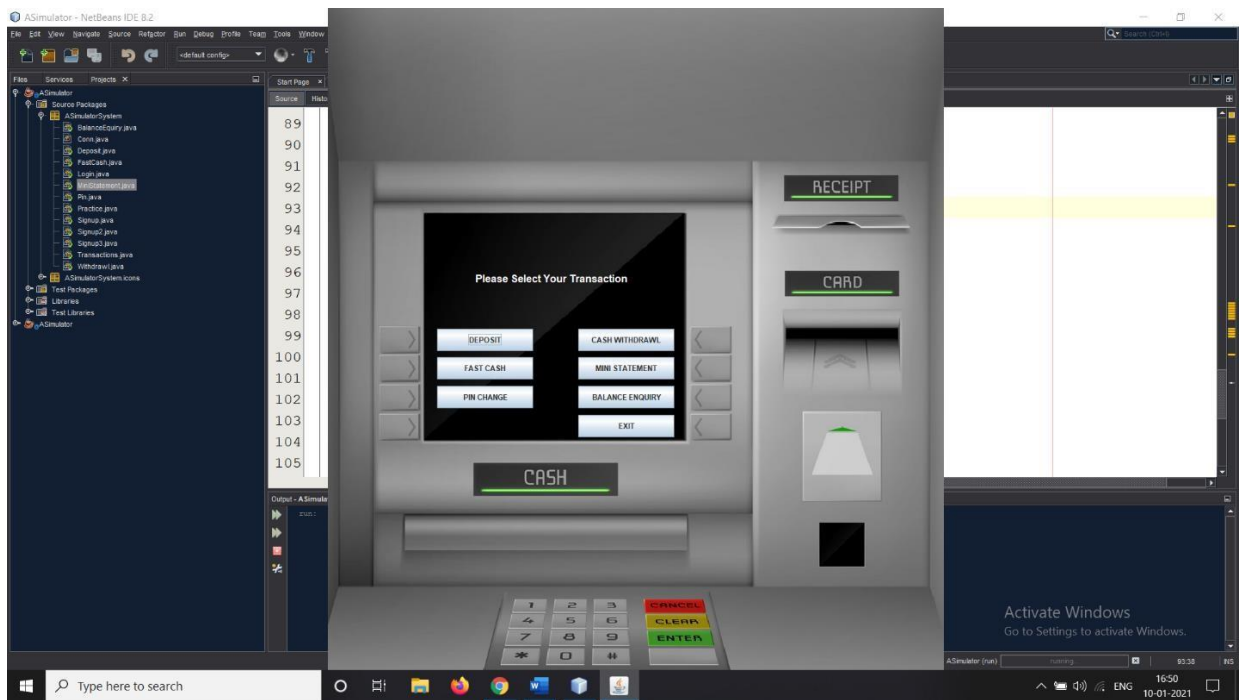 ASimulator - NetBeans IDE 8.2
File Edit View Navigate Source Refactor Run Debug Profile Team Tools Window
Search (Ctrl+I)
<default config>
Files Services Projects
Start Page
Source Histo
ASimulator
Source Packages
ASimulatorSystem
BalanceEnquiry.java
Conn.java
Deposit.java
FastCash.java
Login.java
MiniStatement.java
Pin.java
Practice.java
Signup.java
Signup2.java
Signup3.java
Transactions.java
Withdrawl.java
ASimulatorSystem.icons
Test Packages
Libraries
Test Libraries
ASimulator
89
90
91
92
93
94
95
96
97
98
99
100
101
102
103
104
105
RECEIPT
CARD
Please Select Your Transaction
DEPOSIT CASH WITHDRAWL
FAST CASH MINI STATEMENT
PIN CHANGE BALANCE ENQUIRY
EXIT
CASH
1 2 3 CANCEL
4 5 6 CLEAR
7 8 9 ENTER
* 0 #
Output - ASimula
run:
Activate Windows
Go to Settings to activate Windows.
ASimulator (run) running... 93:38 INS
Type here to search
ENG
16:50
10-01-2021